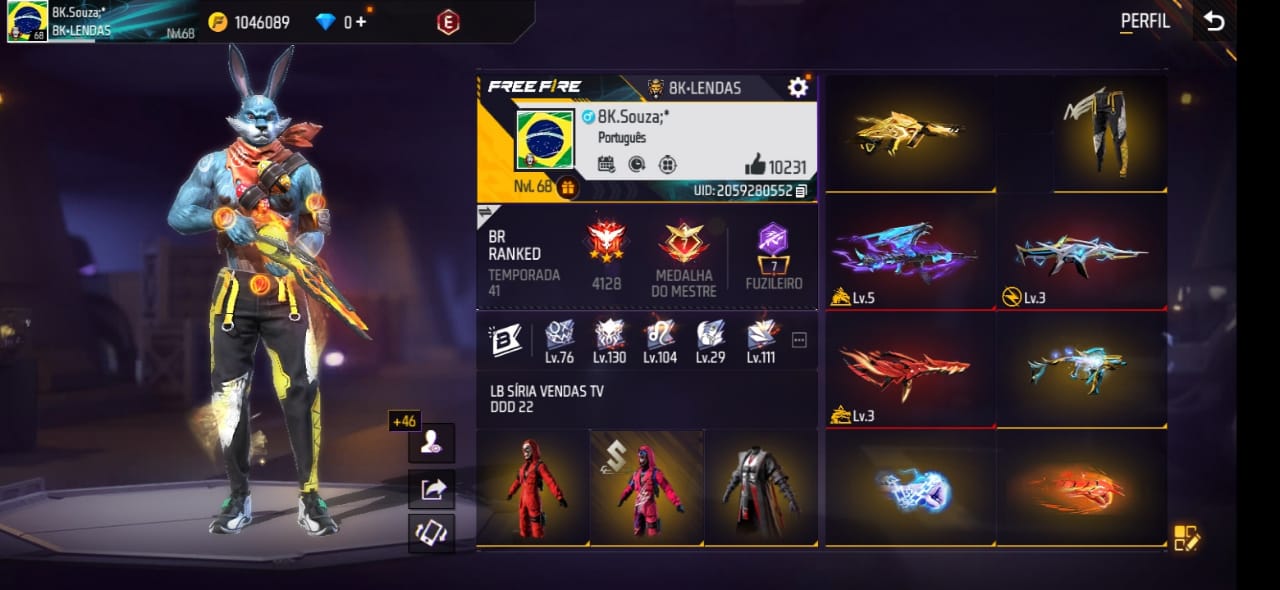 8K.Souza;*
8K•LENDAS
Nvl.68
68
1046089
0 +
E
PERFIL
FREE FIRE
8K•LENDAS
8K.Souza;*
Português
10231
Nvl. 68
UID:2059280552
BR
RANKED
TEMPORADA
41
4128
7
MEDALHA
DO MESTRE
7
FUZILEIRO
Lv.76
Lv.130
Lv.104
Lv.29
Lv.111
LB SÍRIA VENDAS TV
DDD 22
+46
Lv.5
Lv.3
Lv.3